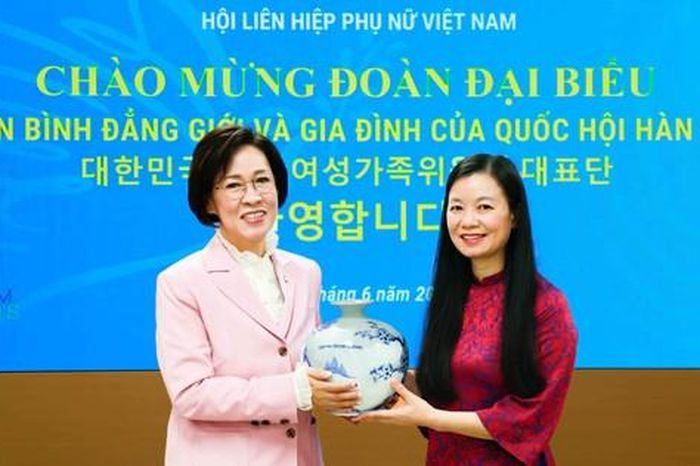 HỘI LIÊN HIỆP PHỤ NỮ VIỆT NAM
CHÀO MỪNG ĐOÀN ĐẠI BIỂU
BÌNH ĐẲNG GIỚI VÀ GIA ĐÌNH CỦA QUỐC HỘI HÀN
대한민국 여성가족위 대표단
영합니다
Tháng 6 năm